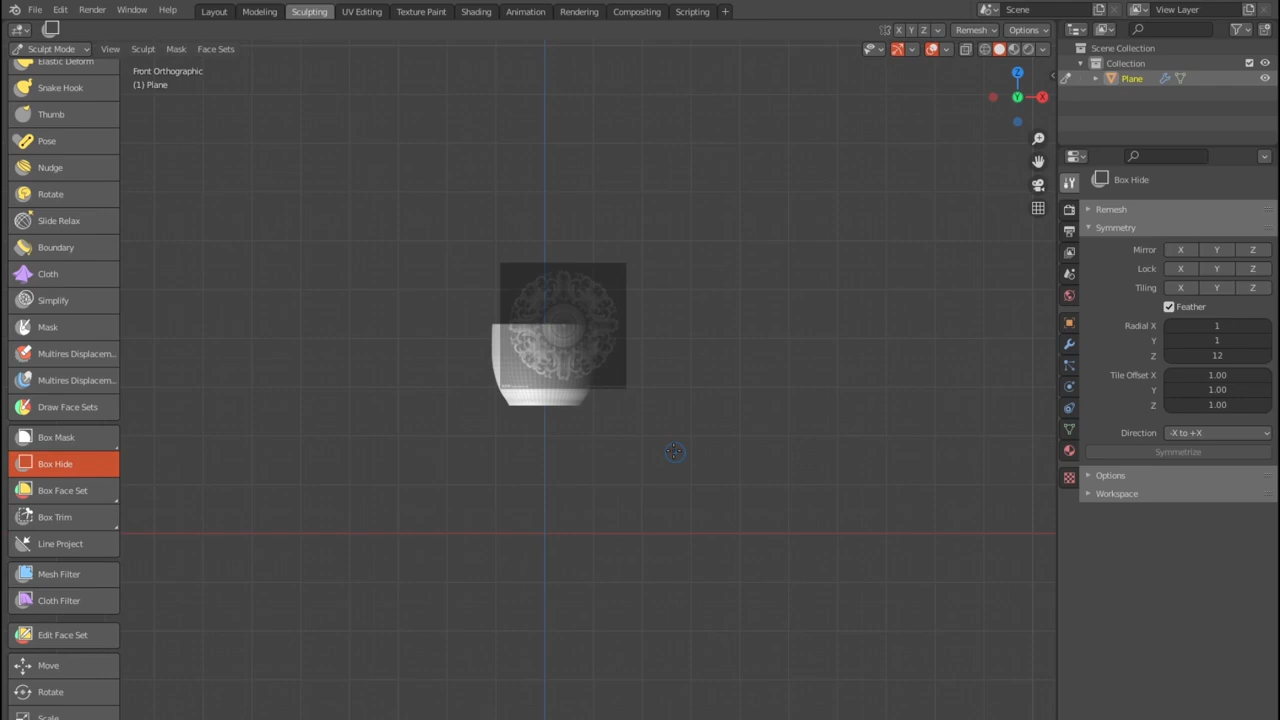 File Edit Render Window Help Layout Modeling Sculpting UV Editing Texture Paint Shading Animation Rendering Compositing Scripting + Scene View Layer
X Y Z Remesh Options
Sculpt Mode View Sculpt Mask Face Sets
Front Orthographic
(1) Plane
Elastic Deform
Snake Hook
Thumb
Pose
Nudge
Rotate
Slide Relax
Boundary
Cloth
Simplify
Mask
Multires Displacem...
Multires Displacem...
Draw Face Sets
Box Mask
Box Hide
Box Face Set
Box Trim
Line Project
Mesh Filter
Cloth Filter
Edit Face Set
Move
Rotate
Scale
Z
Y
X
Scene Collection
Collection
Plane
Box Hide
Remesh
Symmetry
Mirror X Y Z
Lock X Y Z
Tiling X Y Z
Feather
Radial X 1
Y 1
Z 12
Tile Offset X 1.00
Y 1.00
Z 1.00
Direction -X to +X
Symmetrize
Options
Workspace